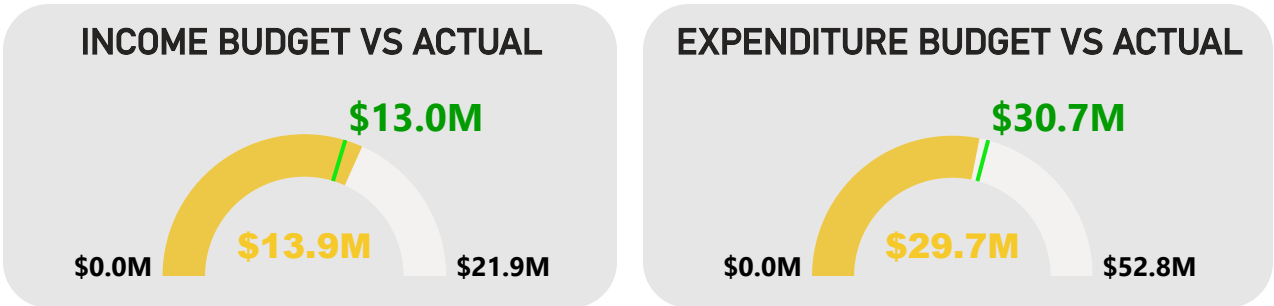 INCOME BUDGET VS ACTUAL
$13.0M
$13.9M
$0.0M
$21.9M
EXPENDITURE BUDGET VS ACTUAL
$30.7M
$29.7M
$0.0M
$52.8M